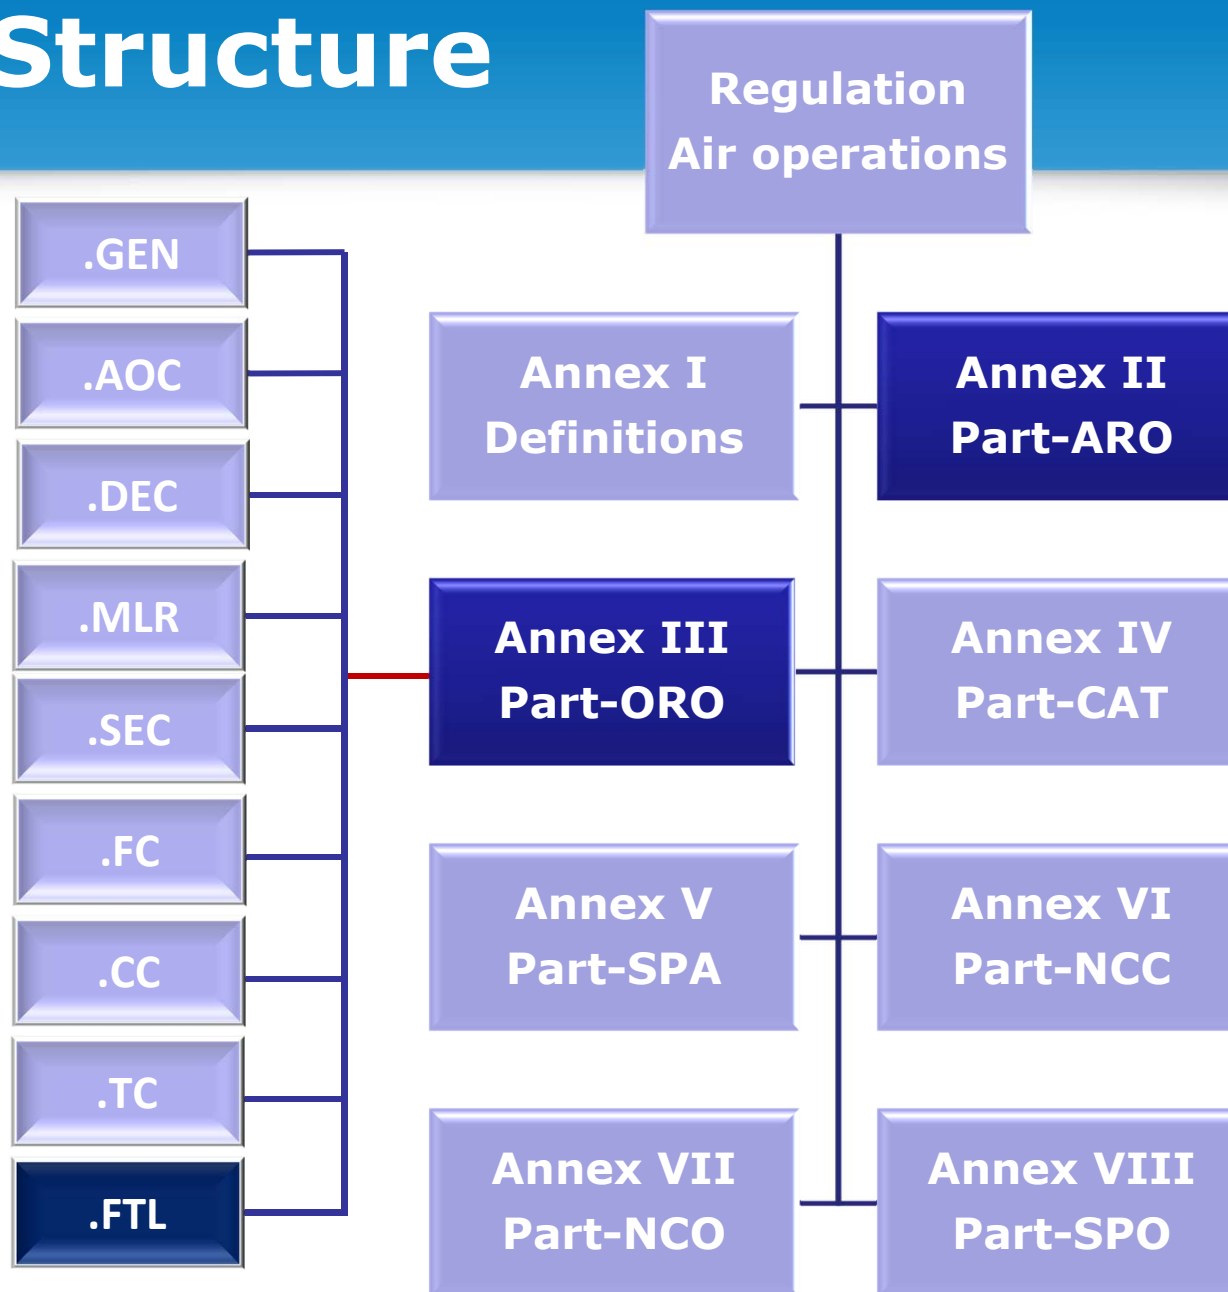 Structure
Regulation
Air operations
.GEN
.AOC
.DEC
.MLR
.SEC
.FC
.CC
.TC
.FTL
Annex I
Definitions
Annex II
Part-ARO
Annex III
Part-ORO
Annex IV
Part-CAT
Annex V
Part-SPA
Annex VI
Part-NCC
Annex VII
Part-NCO
Annex VIII
Part-SPO